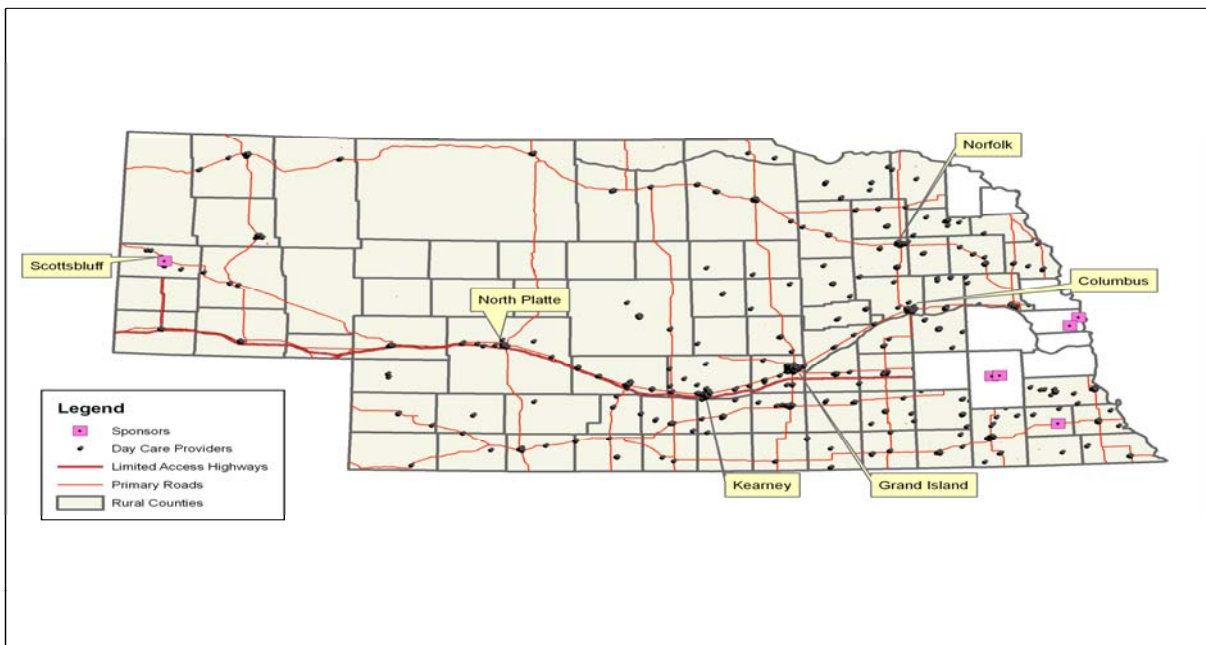 Norfolk
Scottsbluff
Columbus
North Platte
Legend
Sponsors
Day Care Providers
Limited Access Highways
Primary Roads
Rural Counties
Kearney
Grand Island